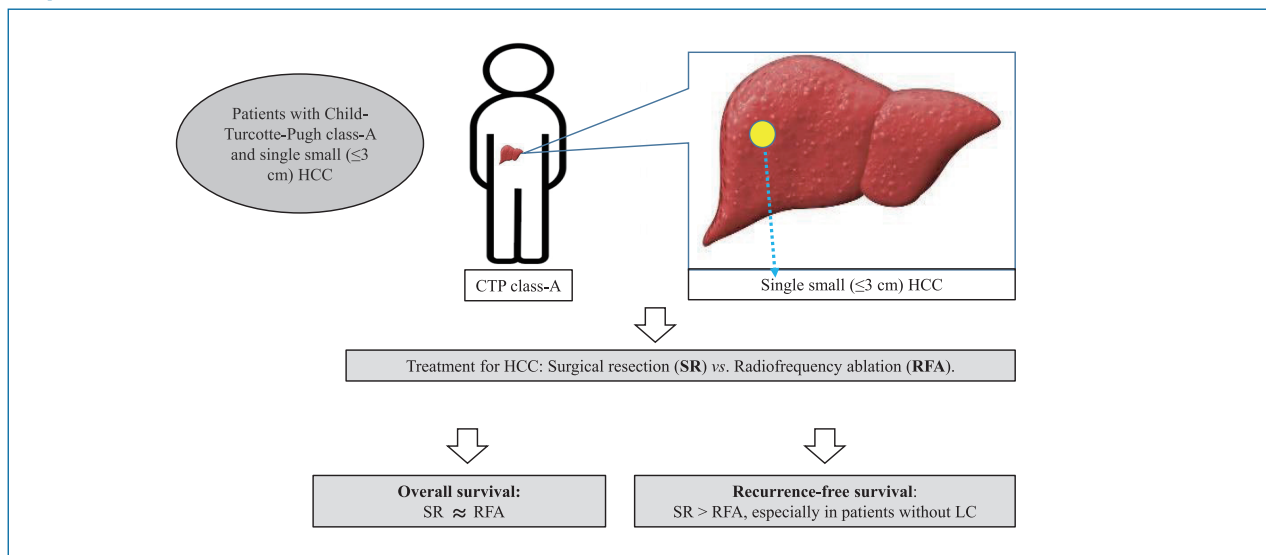 Patients with Child-
Turcotte-Pugh class-A
and single small (≤3
cm) HCC
CTP class-A
Single small (≤3 cm) HCC
Treatment for HCC: Surgical resection (SR) vs. Radiofrequency ablation (RFA).
Overall survival:
SR ≈ RFA
Recurrence-free survival:
SR > RFA, especially in patients without LC